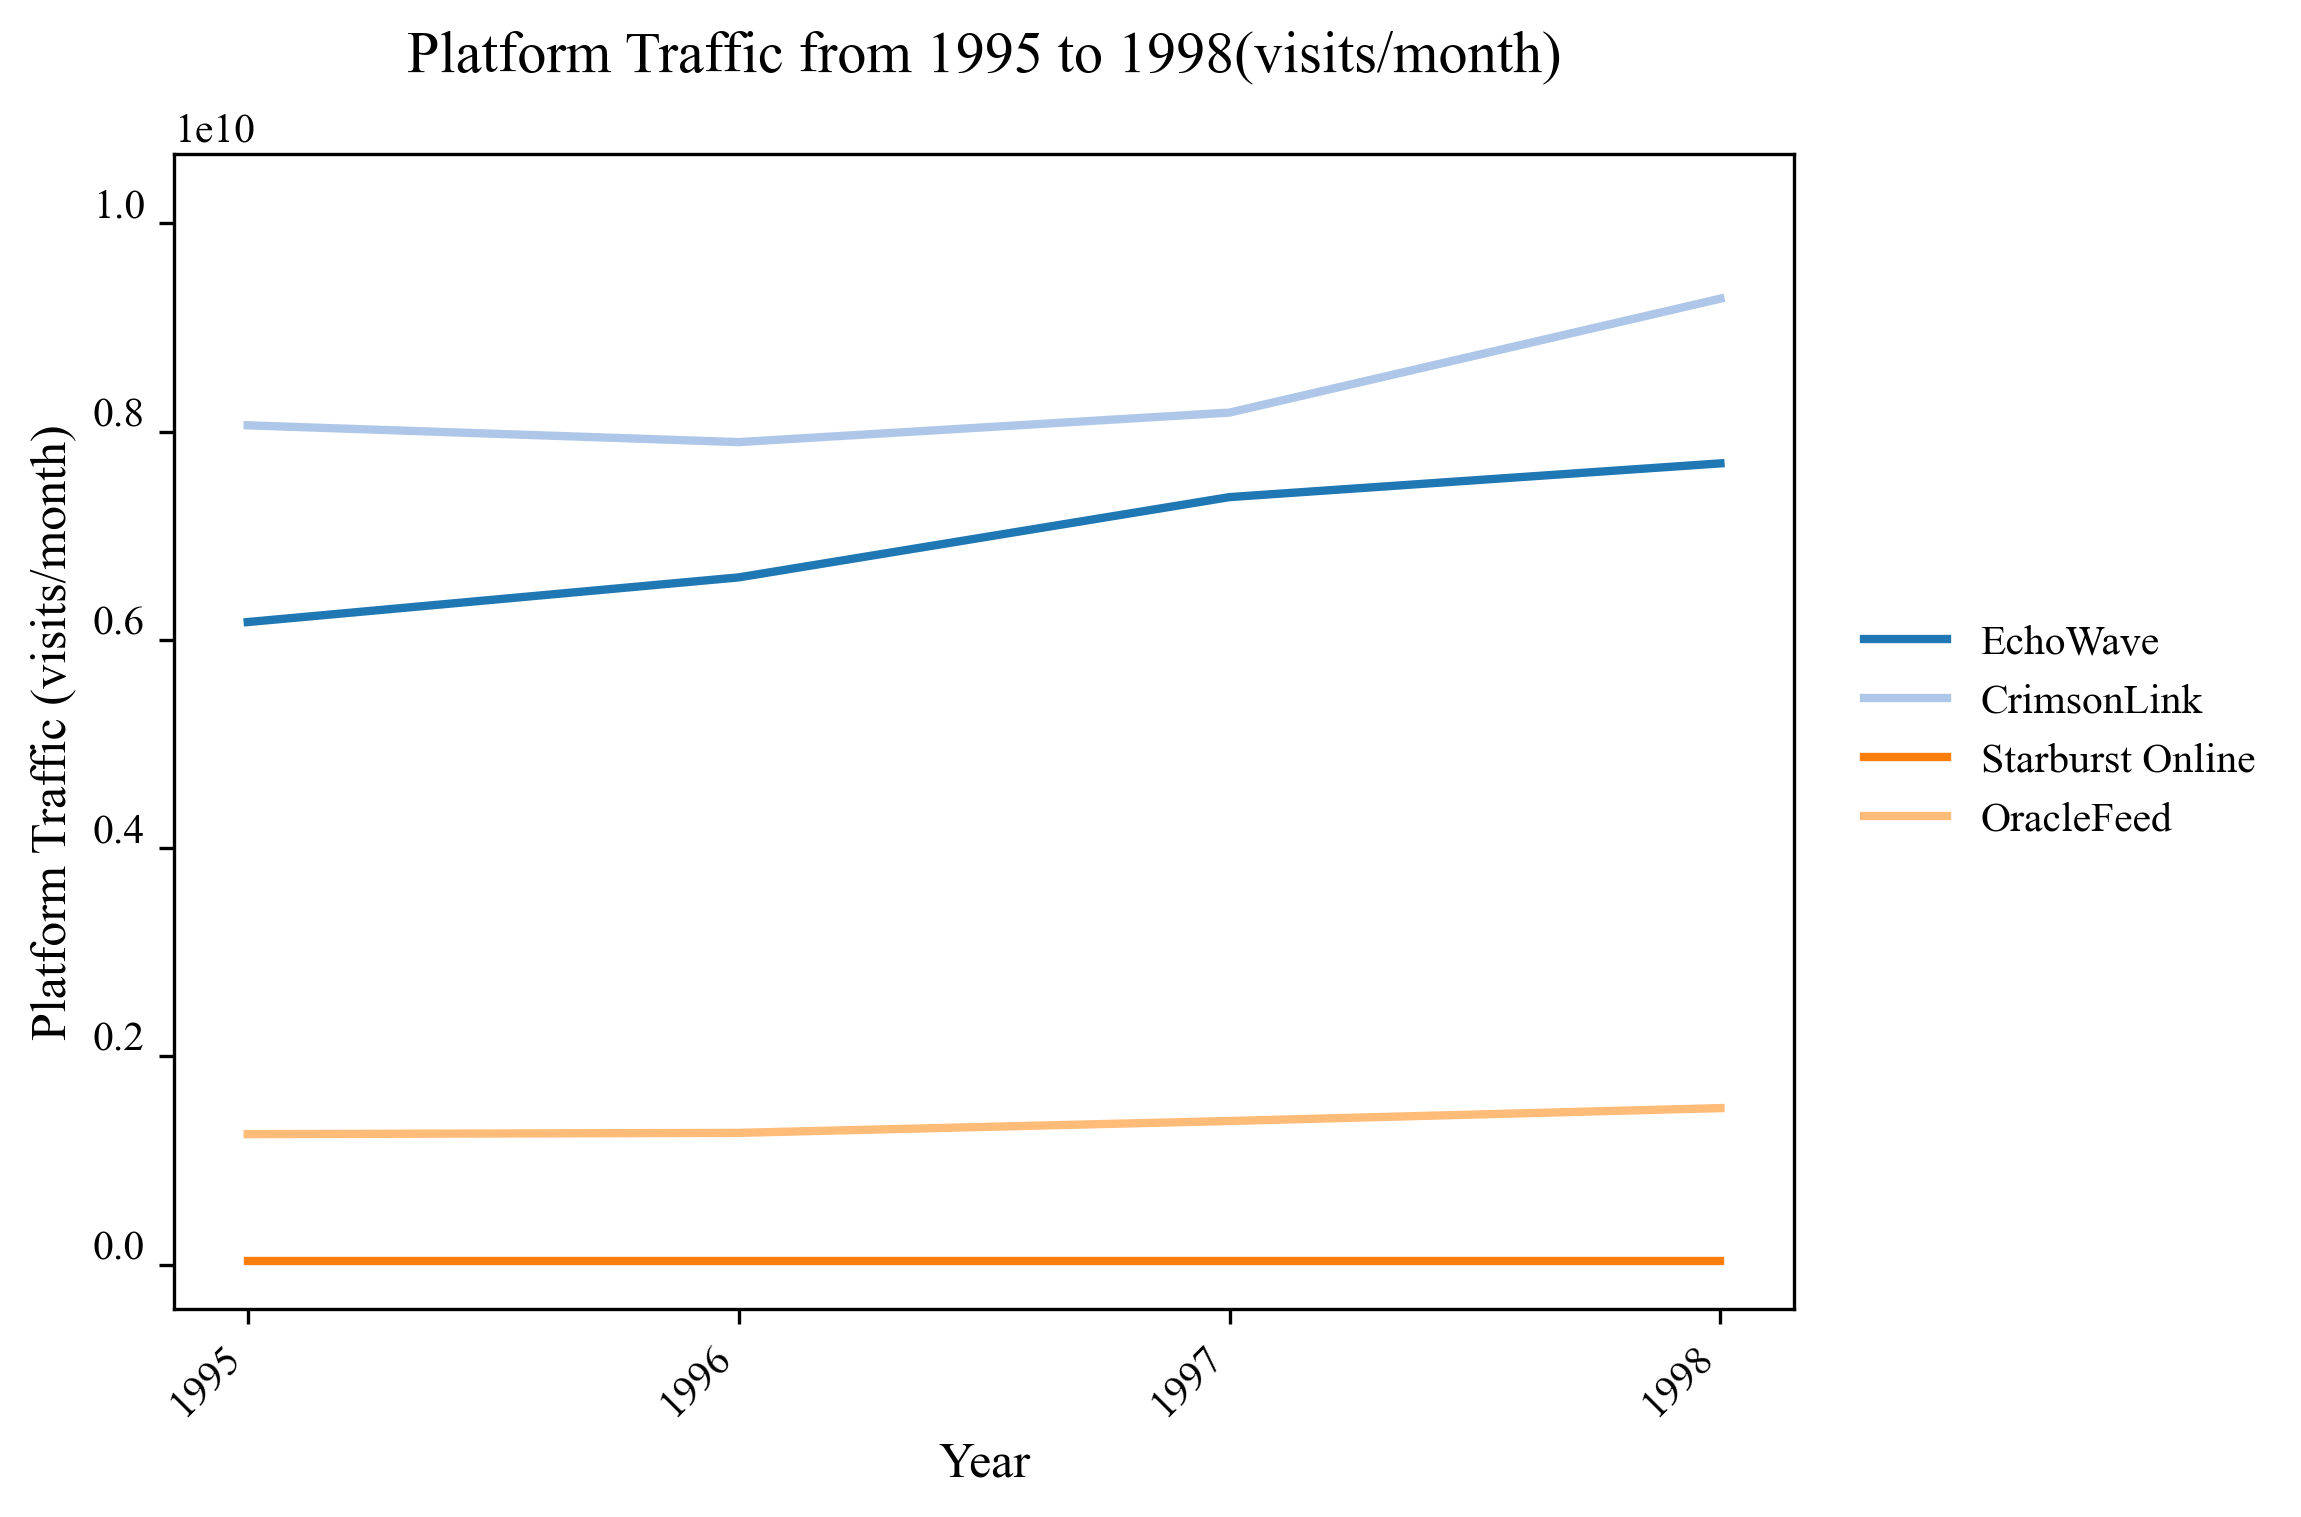 Platform Traffic from 1995 to 1998(visits/month)
1e10
1.0
0.8
0.6
0.4
0.2
0.0
Platform Traffic (visits/month)
1995
1996
1997
1998
Year
EchoWave
CrimsonLink
Starburst Online
OracleFeed